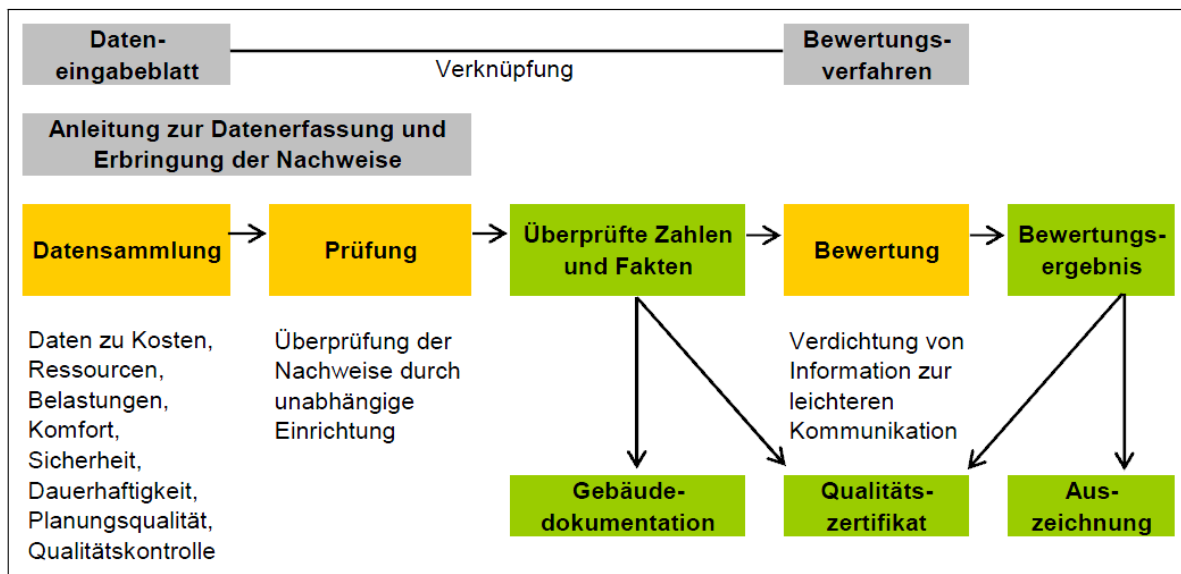 Daten-
eingabeblatt
Verknüpfung
Bewertungs-
verfahren
Anleitung zur Datenerfassung und
Erbringung der Nachweise
Datensammlung
Prüfung
Überprüfte Zahlen
und Fakten
Bewertung
Bewertungs-
ergebnis
Daten zu Kosten,
Ressourcen,
Belastungen,
Komfort,
Sicherheit,
Dauerhaftigkeit,
Planungsqualität,
Qualitätskontrolle
Überprüfung der
Nachweise durch
unabhängige
Einrichtung
Verdichtung von
Information zur
leichteren
Kommunikation
Gebäude-
dokumentation
Qualitäts-
zertifikat
Aus-
zeichnung